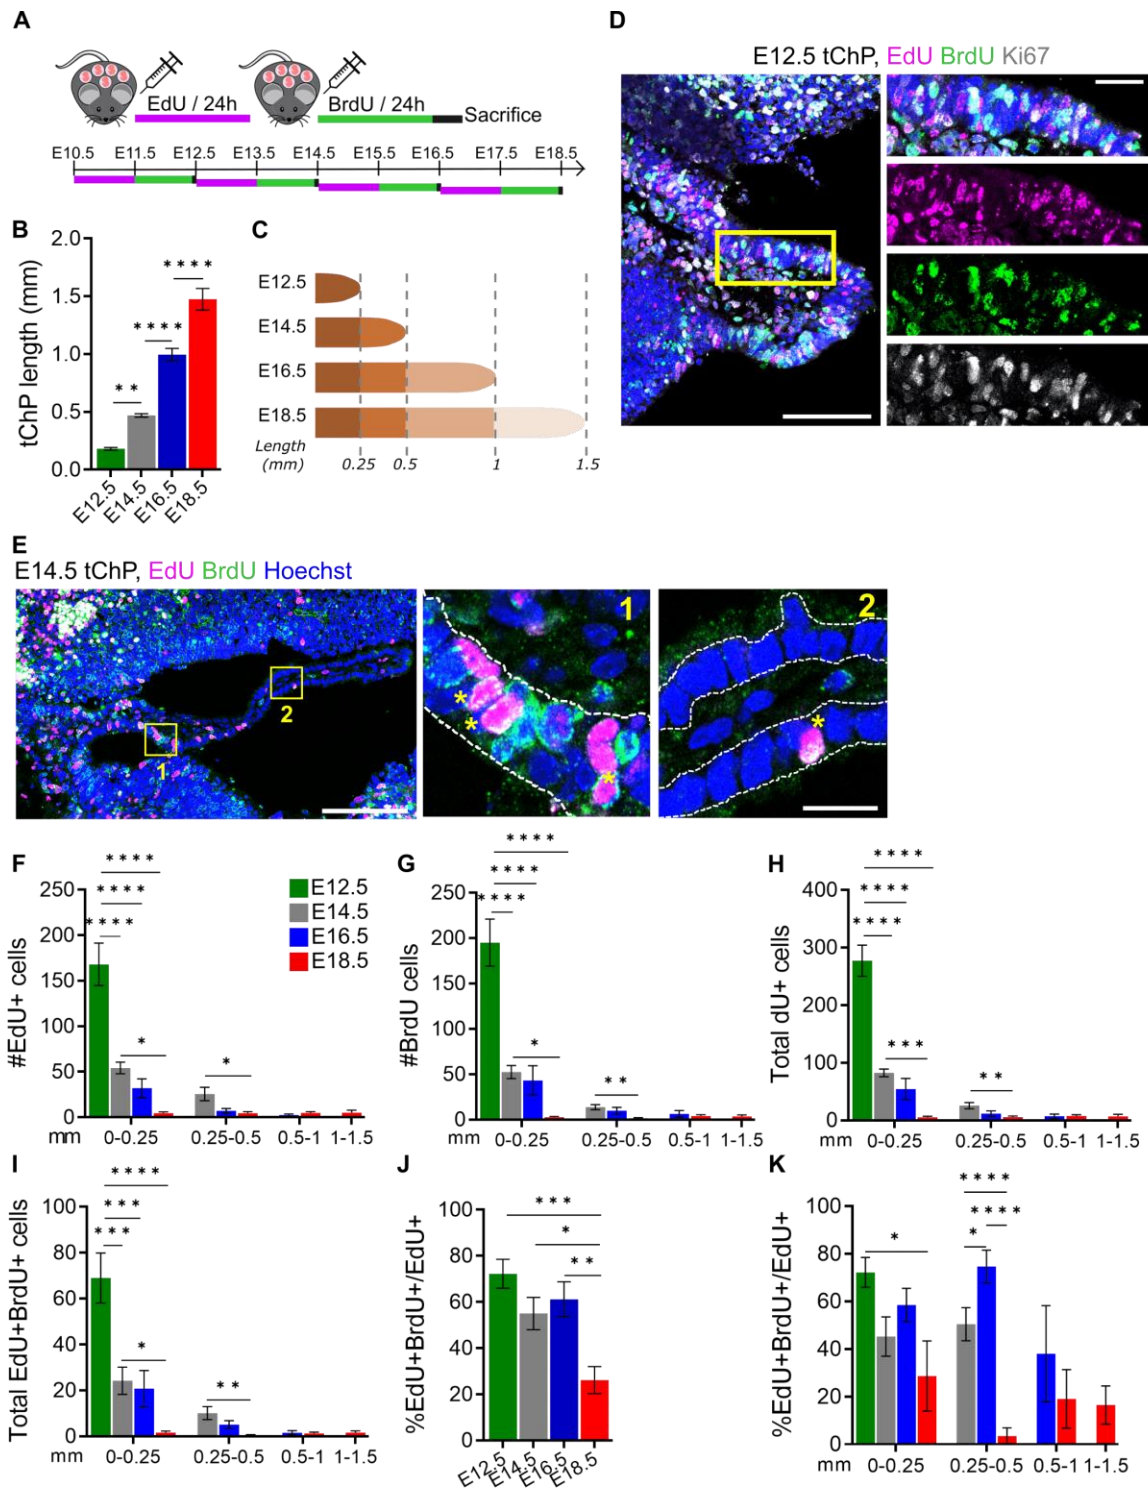 A
EdU / 24h
BrdU / 24h
Sacrifice
E10.5 E11.5 E12.5 E13.5 E14.5 E15.5 E16.5 E17.5 E18.5
B
tChP length (mm)
2.0
1.5
1.0
0.5
0.0
* *
* * * *
* * * *
E12.5 E14.5 E16.5 E18.5
C
E12.5
E14.5
E16.5
E18.5
Length
(mm)
0.25 0.5 1 1.5
D
E12.5 tChP, EdU BrdU Ki67
E
E14.5 tChP, EdU BrdU Hoechst
1
2
1
* * *
2
*
F
#EdU+ cells
250
200
150
100
50
0
* * * *
* * * *
* * * *
*
*
E12.5
E14.5
E16.5
E18.5
mm 0-0.25 0.25-0.5 0.5-1 1-1.5
G
#BrdU cells
250
200
150
100
50
0
* * * *
* * * *
* * * *
*
* *
mm 0-0.25 0.25-0.5 0.5-1 1-1.5
H
Total dU+ cells
400
300
200
100
0
* * * *
* * * *
* * * *
* * *
* *
mm 0-0.25 0.25-0.5 0.5-1 1-1.5
I
Total EdU+BrdU+ cells
100
80
60
40
20
0
* * * *
* * *
* * *
*
* *
mm 0-0.25 0.25-0.5 0.5-1 1-1.5
J
%EdU+BrdU+/EdU+
100
80
60
40
20
0
* * *
*
* *
E12.5 E14.5 E16.5 E18.5
K
%EdU+BrdU+/EdU+
100
80
60
40
20
0
*
* * * *
* * * *
*
mm 0-0.25 0.25-0.5 0.5-1 1-1.5